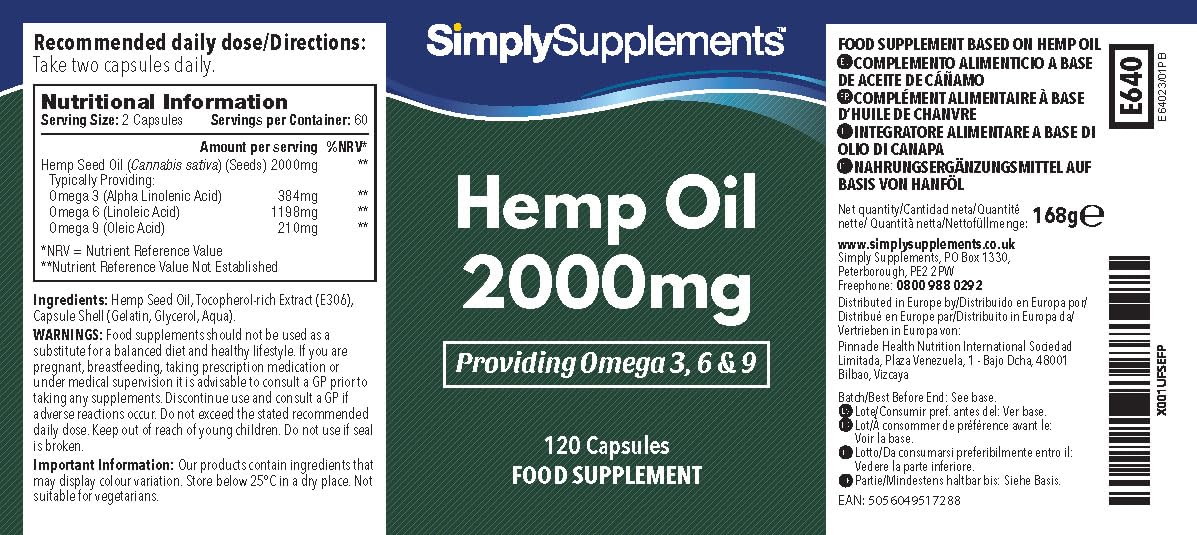 Recommended daily dose/Directions:
Take two capsules daily.
Nutritional Information
Serving Size: 2 Capsules Servings per Container: 60
Amount per serving %NRV*
Hemp Seed Oil (Cannabis sativa) (Seeds) 2000mg **
Typically Providing:
Omega 3 (Alpha Linolenic Acid) 384mg **
Omega 6 (Linoleic Acid) 1198mg **
Omega 9 (Oleic Acid) 210mg **
*NRV = Nutrient Reference Value
**Nutrient Reference Value Not Established
Ingredients: Hemp Seed Oil, Tocopherol-rich Extract (E306),
Capsule Shell (Gelatin, Glycerol, Aqua).
WARNINGS: Food supplements should not be used as a
substitute for a balanced diet and healthy lifestyle. If you are
pregnant, breastfeeding, taking prescription medication or
under medical supervision it is advisable to consult a GP prior to
taking any supplements. Discontinue use and consult a GP if
adverse reactions occur. Do not exceed the stated recommended
daily dose. Keep out of reach of young children. Do not use if seal
is broken.
Important Information: Our products contain ingredients that
may display colour variation. Store below 25°C in a dry place. Not
suitable for vegetarians.
SimplySupplements™
Hemp Oil
2000mg
Providing Omega 3, 6 & 9
120 Capsules
FOOD SUPPLEMENT
FOOD SUPPLEMENT BASED ON HEMP OIL
COMPLEMENTO ALIMENTICIO A BASE
DE ACEITE DE CÁÑAMO
FR COMPLÉMENT ALIMENTAIRE À BASE
D'HUILE DE CHANVRE
INTEGRATORE ALIMENTARE A BASE DI
OLIO DI CANAPA
NAHRUNGSERGÄNZUNGSMITTEL AUF
BASIS VON HANFÖL
Net quantity/Cantidad neta/Quantité
nette/ Quantità netta/Nettofüllmenge: 168g℮
www.simplysupplements.co.uk
Simply Supplements, PO Box 1330,
Peterborough, PE2 2PW
Freephone: 0800 988 0292
Distributed in Europe by/Distribuido en Europa por/
Distribué en Europe par/Distribuito in Europa da/
Vertrieben in Europa von:
Pinnacle Health Nutrition International Sociedad
Limitada, Plaza Venezuela, 1 - Bajo Dcha, 48001
Bilbao, Vizcaya
Batch/Best Before End: See base.
Lote/Consumir pref. antes del: Ver base.
Lot/A consommer de préférence avant le:
Voir la base.
Lotto/Da consumarsi preferibilmente entro il:
Vedere la parte inferiore.
Partie/Mindestens haltbar bis: Siehe Basis.
EAN: 5056049517288
E640
E64023/01PB
X001UFSEFP